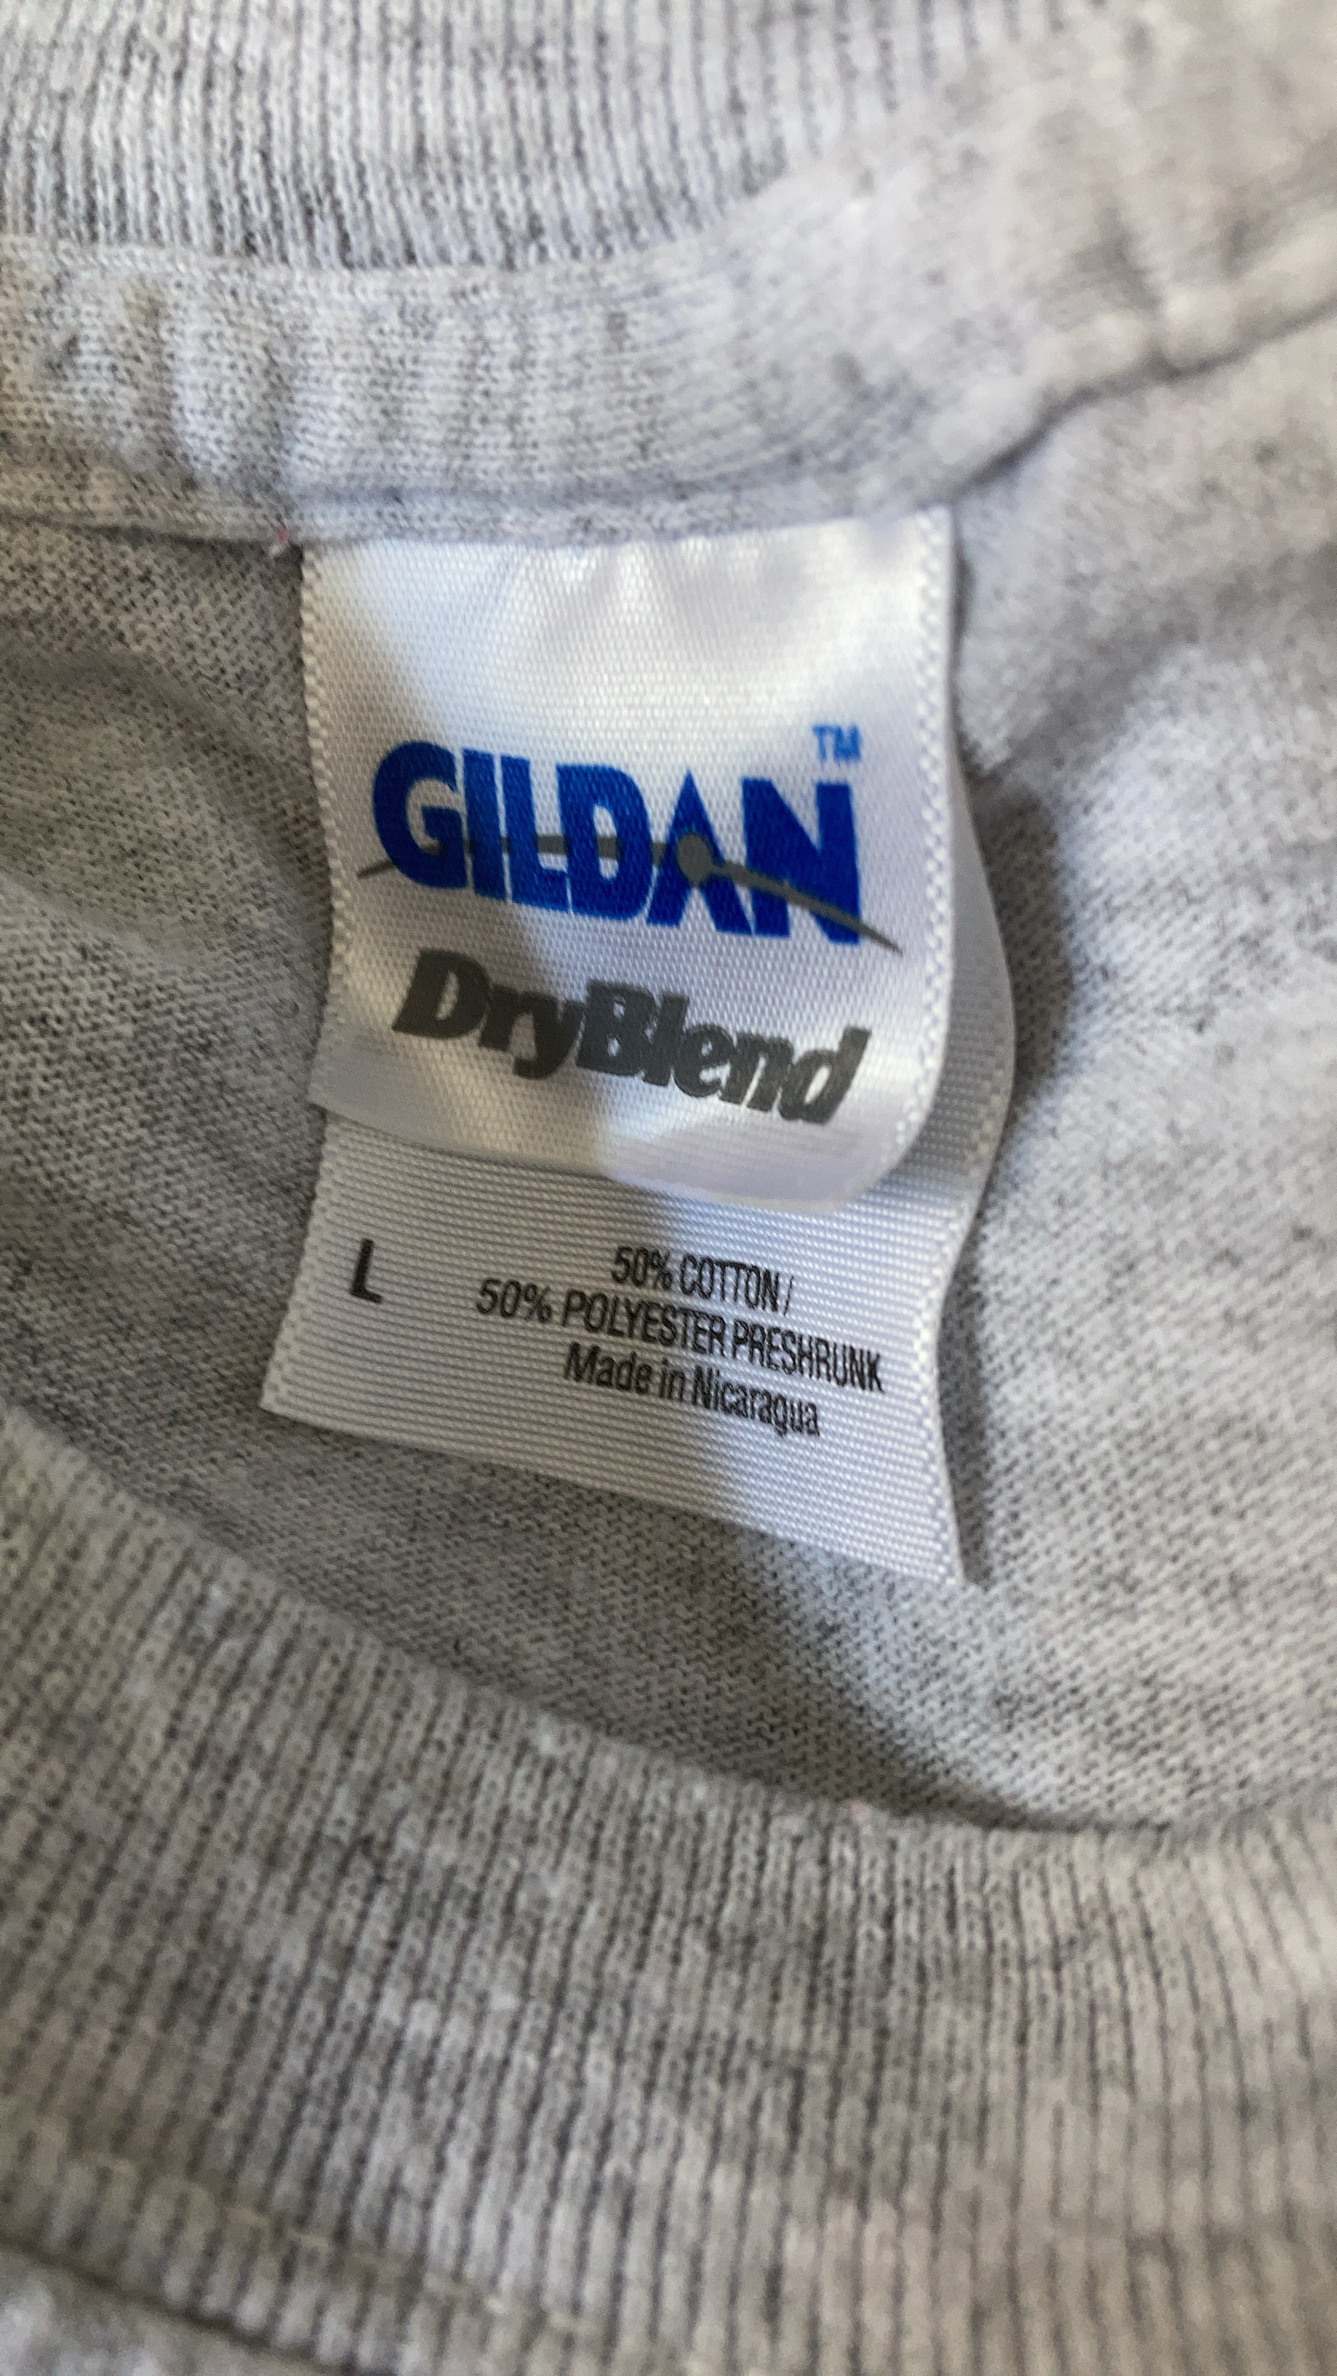 GILDAN™
DryBlend
L
50% COTTON/
50% POLYESTER PRESHRUNK
Made in Nicaragua